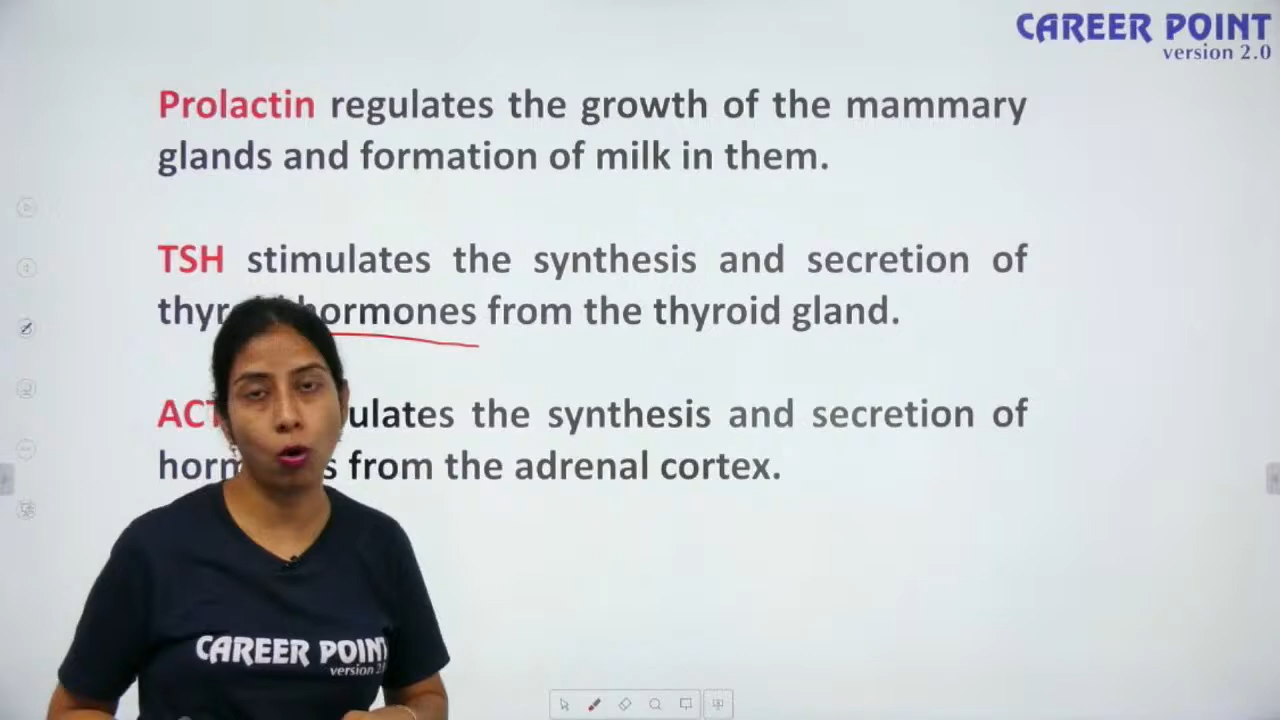 CAREER POINT
version 2.0
Prolactin regulates the growth of the mammary
glands and formation of milk in them.
TSH stimulates the synthesis and secretion of
hormones from the thyroid gland.
the synthesis and secretion of
from the adrenal cortex.
CAREER POINT